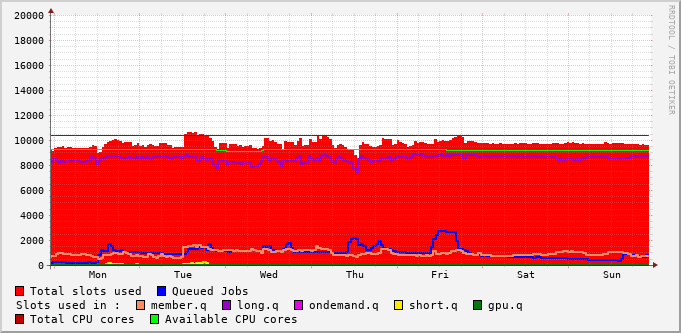 RRDTOOL / TOBI OETIKER
20000
18000
16000
14000
12000
10000
8000
6000
4000
2000
0
Mon Tue Wed Thu Fri Sat Sun
Total slots used Queued Jobs
Slots used in : member.q long.q ondemand.q short.q gpu.q
Total CPU cores Available CPU cores